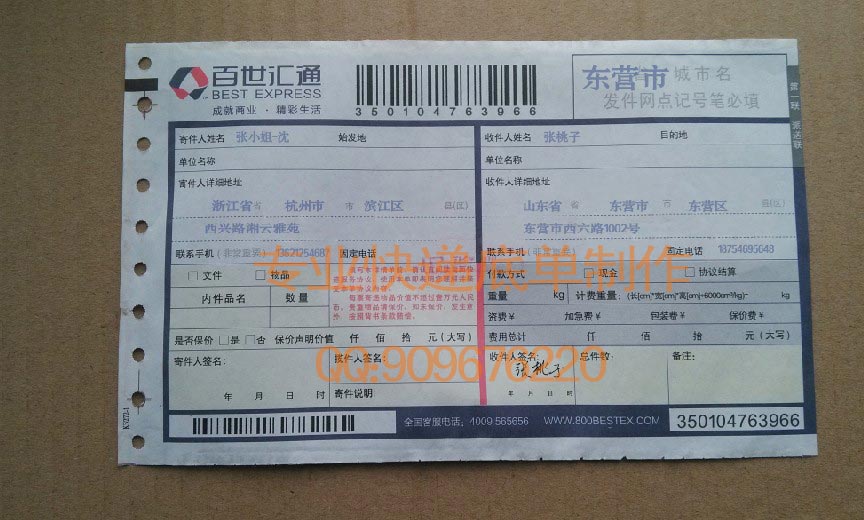 百世汇通
BEST EXPRESS
成就商业 · 精彩生活
350104763966
东营市 城市名
发件网点记号笔必填
第一联 派送联
寄件人姓名 张小姐-沈 始发地
收件人姓名 张桃子 目的地
单位名称
单位名称
寄件人详细地址
收件人详细地址
浙江省 省 杭州市 市 滨江区 县(区)
山东省 省 东营市 市 东营区 县(区)
西兴路湘云雅苑
东营市西六路1002号
联系手机(非常重要) 固定电话
联系手机(非常重要) 固定电话 18754695648
专业快递底单制作
文件 物品
付款方式 现金 协议结算
内件品名 数量
重量 kg 计费重量: (长[cm]*宽[cm]*高[cm]÷6000cm³/kg)= kg
资费¥ 加急费¥ 包装费¥ 保价费¥
是否保价 是 否 保价声明价值 仟 佰 拾 元(大写)
费用总计 仟 佰 拾 元(大写)
寄件人签名: 取件人签名:
收件人签名: 总件数: 备注:
张桃子
QQ:909676220
年 月 日 时 寄件说明
年 月 日 时
K5271-1
全国客服电话: 4009 565656 WWW.800BESTEX.COM 350104763966